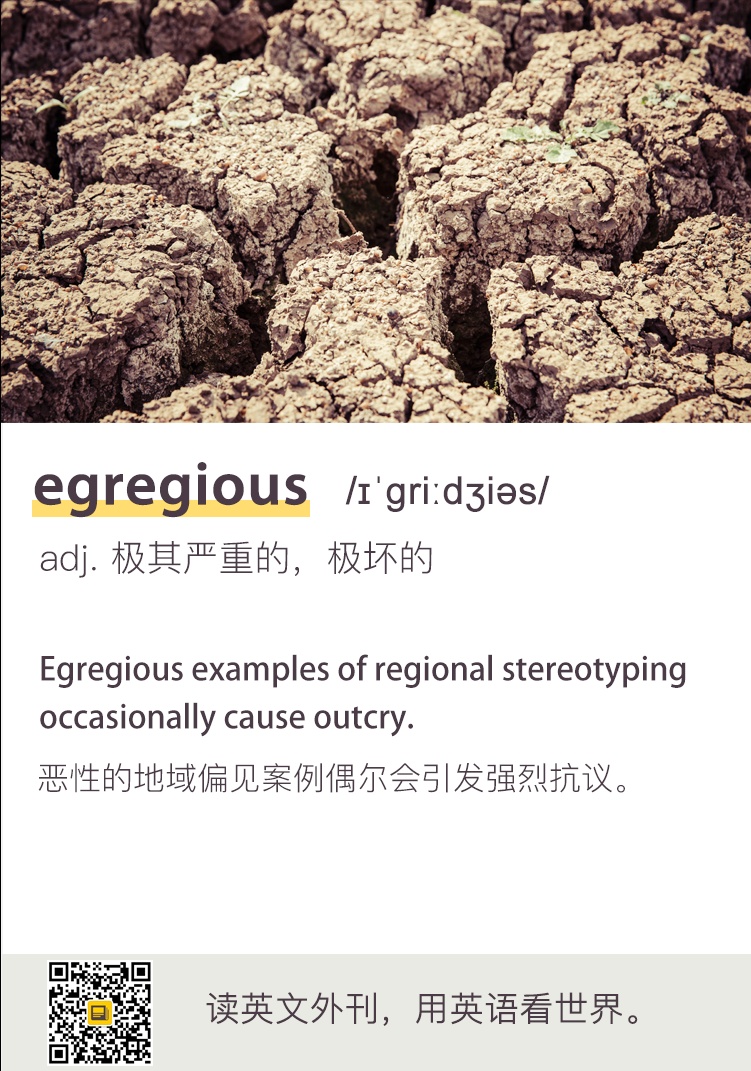 egregious /ɪˈɡriːdʒiəs/
adj. 极其严重的，极坏的
Egregious examples of regional stereotyping
occasionally cause outcry.
恶性的地域偏见案例偶尔会引发强烈抗议。
读英文外刊，用英语看世界。